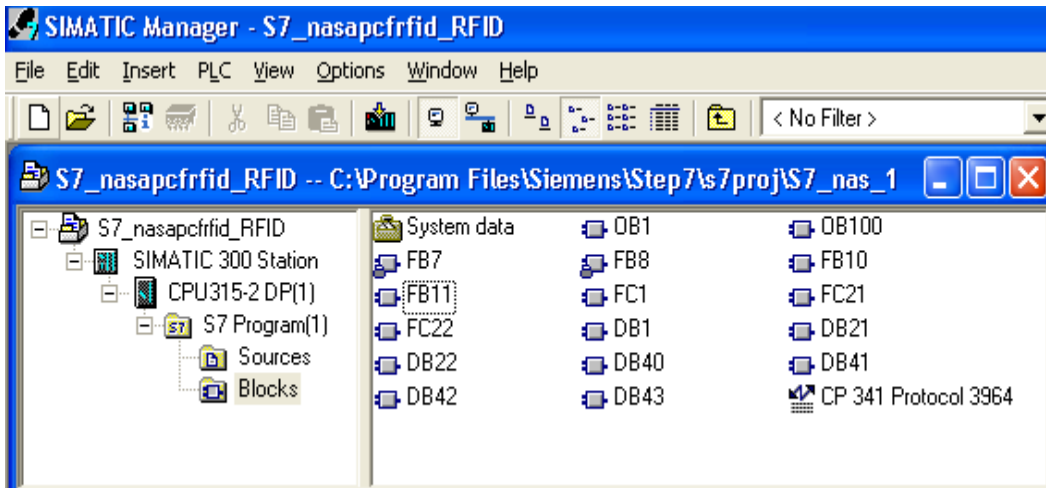 SIMATIC Manager - S7_nasapcfrfid_RFID
File Edit Insert PLC View Options Window Help
< No Filter >
S7_nasapcfrfid_RFID -- C:\Program Files\Siemens\Step7\s7proj\S7_nas_1
S7_nasapcfrfid_RFID
SIMATIC 300 Station
CPU315-2 DP(1)
S7 Program(1)
Sources
Blocks
System data OB1 OB100
FB7 FB8 FB10
FB11 FC1 FC21
FC22 DB1 DB21
DB22 DB40 DB41
DB42 DB43 CP 341 Protocol 3964